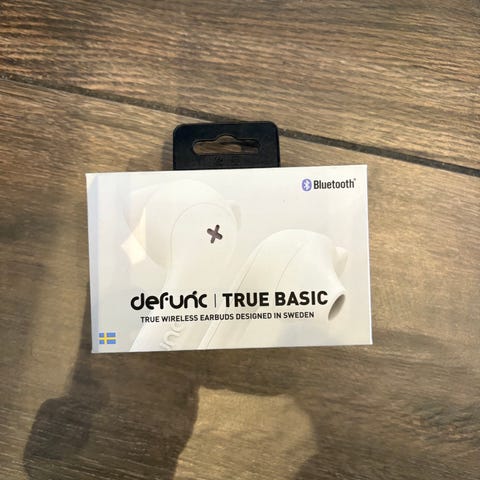 Bluetooth
defunc | TRUE BASIC
TRUE WIRELESS EARBUDS DESIGNED IN SWEDEN